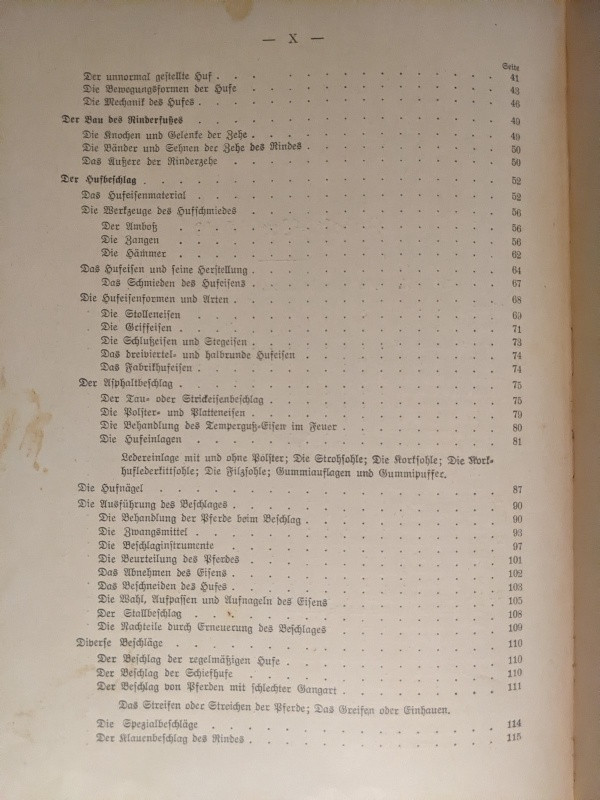 — X —
Seite
Der unnormal gestellte Huf . . . . . . . . . . . . 41
Die Bewegungsformen der Hufe . . . . . . . . . . . . 43
Die Mechanik des Hufes . . . . . . . . . . . . 46
Der Bau des Rinderfußes . . . . . . . . . . . . 49
Die Knochen und Gelenke der Zehe . . . . . . . . . . . . 49
Die Bänder und Sehnen der Zehe des Rindes . . . . . . . . . . . . 50
Das Äußere der Rinderzehe . . . . . . . . . . . . 50
Der Hufbeschlag . . . . . . . . . . . . 52
Das Hufeisenmaterial . . . . . . . . . . . . 52
Die Werkzeuge des Hufschmiedes . . . . . . . . . . . . 56
Der Amboß . . . . . . . . . . . . 56
Die Zangen . . . . . . . . . . . . 56
Die Hämmer . . . . . . . . . . . . 62
Das Hufeisen und seine Herstellung . . . . . . . . . . . . 64
Das Schmieden des Hufeisens . . . . . . . . . . . . 67
Die Hufeisenformen und Arten . . . . . . . . . . . . 68
Die Stolleneisen . . . . . . . . . . . . 69
Die Griffeisen . . . . . . . . . . . . 71
Die Schlußeisen und Stegeisen . . . . . . . . . . . . 73
Das dreiviertel- und halbrunde Hufeisen . . . . . . . . . . . . 74
Das Fabrikhufeisen . . . . . . . . . . . . 74
Der Asphaltbeschlag . . . . . . . . . . . . 75
Der Tau- oder Strickeisenbeschlag . . . . . . . . . . . . 75
Die Polster- und Platteneisen . . . . . . . . . . . . 79
Die Behandlung des Temperguß-Eisen im Feuer . . . . . . . . . . . . 80
Die Hufeinlagen . . . . . . . . . . . . 81
Ledereinlage mit und ohne Polster; Die Strohsohle; Die Korksohle; Die Kork-
huflederkittsohle; Die Filzsohle; Gummiauflagen und Gummipuffer.
Die Hufnägel . . . . . . . . . . . . 87
Die Ausführung des Beschlages . . . . . . . . . . . . 90
Die Behandlung der Pferde beim Beschlag . . . . . . . . . . . . 90
Die Zwangsmittel . . . . . . . . . . . . 93
Die Beschlaginstrumente . . . . . . . . . . . . 97
Die Beurteilung des Pferdes . . . . . . . . . . . . 101
Das Abnehmen des Eisens . . . . . . . . . . . . 102
Das Beschneiden des Hufes . . . . . . . . . . . . 103
Die Wahl, Aufpassen und Aufnageln des Eisens . . . . . . . . . . . . 105
Der Stallbeschlag . . . . . . . . . . . . 108
Die Nachteile durch Erneuerung des Beschlages . . . . . . . . . . . . 109
Diverse Beschläge . . . . . . . . . . . . 110
Der Beschlag der regelmäßigen Hufe . . . . . . . . . . . . 110
Der Beschlag der Schiefhufe . . . . . . . . . . . . 110
Der Beschlag von Pferden mit schlechter Gangart . . . . . . . . . . . . 111
Das Streifen oder Streichen der Pferde; Das Greifen oder Einhauen.
Die Spezialbeschläge . . . . . . . . . . . . 114
Der Klauenbeschlag des Rindes . . . . . . . . . . . . 115